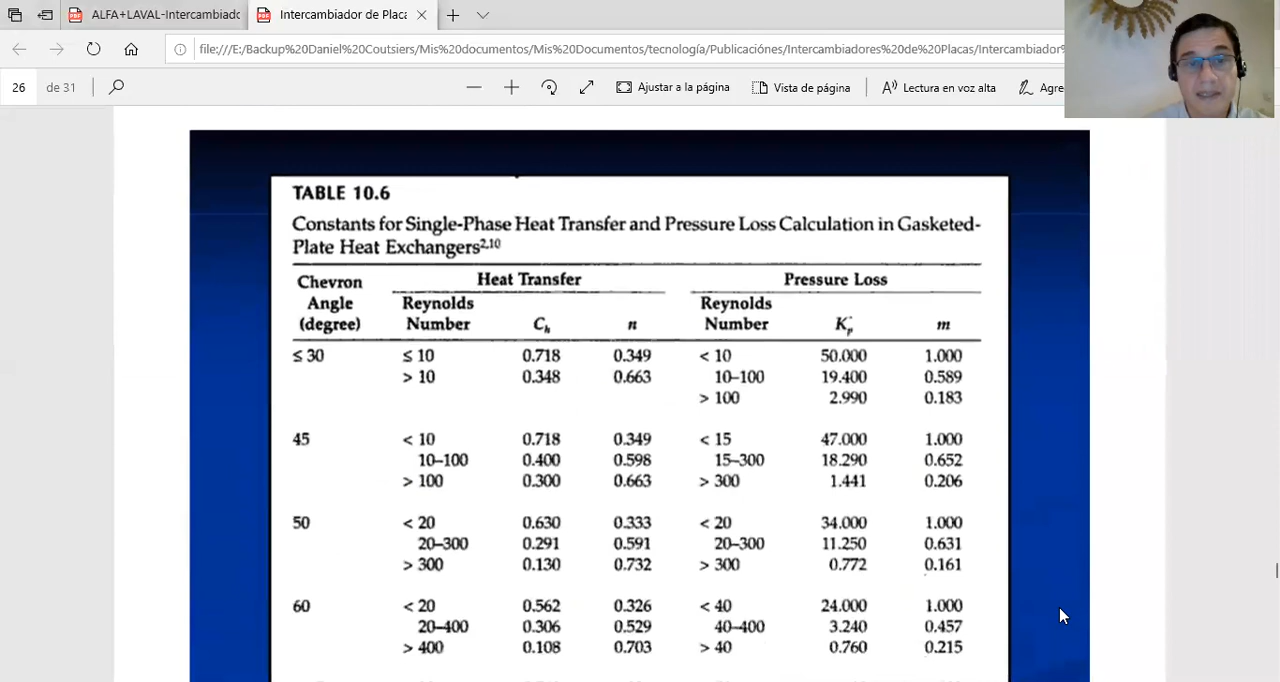 ALFA+LAVAL-Intercambiado
Intercambiador de Placa
file:///E:/Backup%20Daniel%20Coutsiers/Mis%20documentos/Mis%20Documentos/tecnología/Publicaciónes/Intercambiadores%20de%20Placas/Intercambiador%
26 de 31 Ajustar a la página Vista de página Lectura en voz alta Agre
TABLE 10.6
Constants for Single-Phase Heat Transfer and Pressure Loss Calculation in Gasketed-
Plate Heat Exchangers2,10
Chevron Heat Transfer Pressure Loss
Angle Reynolds Reynolds
(degree) Number Ch n Number Kp m
≤ 30 ≤ 10 0.718 0.349 < 10 50.000 1.000
> 10 0.348 0.663 10–100 19.400 0.589
> 100 2.990 0.183
45 < 10 0.718 0.349 < 15 47.000 1.000
10–100 0.400 0.598 15–300 18.290 0.652
> 100 0.300 0.663 > 300 1.441 0.206
50 < 20 0.630 0.333 < 20 34.000 1.000
20–300 0.291 0.591 20–300 11.250 0.631
> 300 0.130 0.732 > 300 0.772 0.161
60 < 20 0.562 0.326 < 40 24.000 1.000
20–400 0.306 0.529 40–400 3.240 0.457
> 400 0.108 0.703 > 40 0.760 0.215